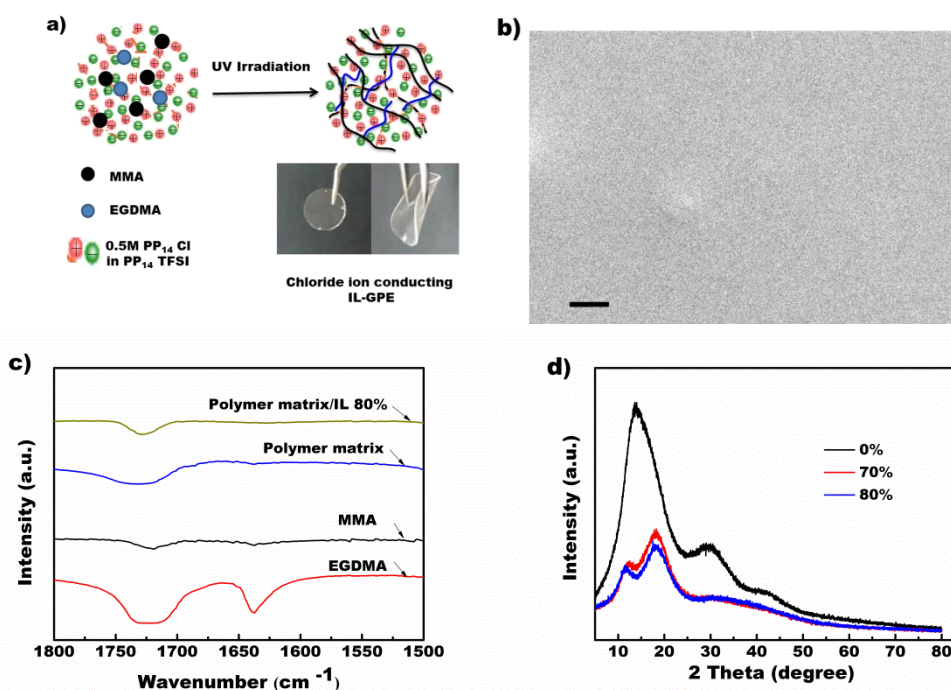 a)
UV Irradiation
MMA
EGDMA
0.5M PP14 Cl
in PP14 TFSI
Chloride ion conducting
IL-GPE
b)
c)
Polymer matrix/IL 80%
Polymer matrix
MMA
EGDMA
Intensity (a.u.)
1800 1750 1700 1650 1600 1550 1500
Wavenumber (cm -1)
d)
0%
70%
80%
Intensity (a.u.)
10 20 30 40 50 60 70 80
2 Theta (degree)